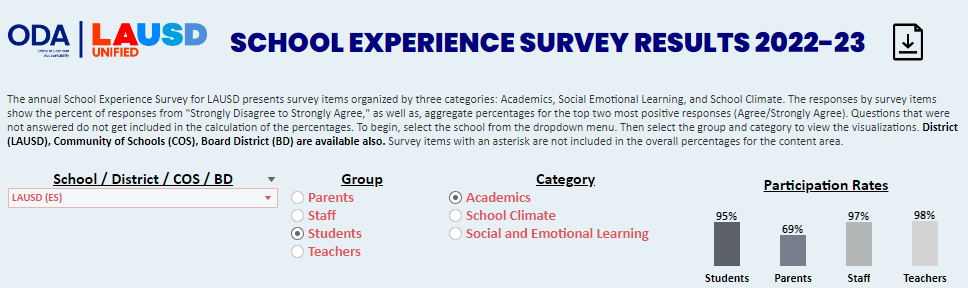 ODA
Office of Data and
Accountability
LAUSD
UNIFIED
SCHOOL EXPERIENCE SURVEY RESULTS 2022-23
The annual School Experience Survey for LAUSD presents survey items organized by three categories: Academics, Social Emotional Learning, and School Climate. The responses by survey items
show the percent of responses from "Strongly Disagree to Strongly Agree," as well as, aggregate percentages for the top two most positive responses (Agree/Strongly Agree). Questions that were
not answered do not get included in the calculation of the percentages. To begin, select the school from the dropdown menu. Then select the group and category to view the visualizations. District
(LAUSD), Community of Schools (COS), Board District (BD) are available also. Survey items with an asterisk are not included in the overall percentages for the content area.
School / District / COS / BD
LAUSD (ES)
Group
Parents
Staff
Students
Teachers
Category
Academics
School Climate
Social and Emotional Learning
Participation Rates
95% 69% 97% 98%
Students Parents Staff Teachers